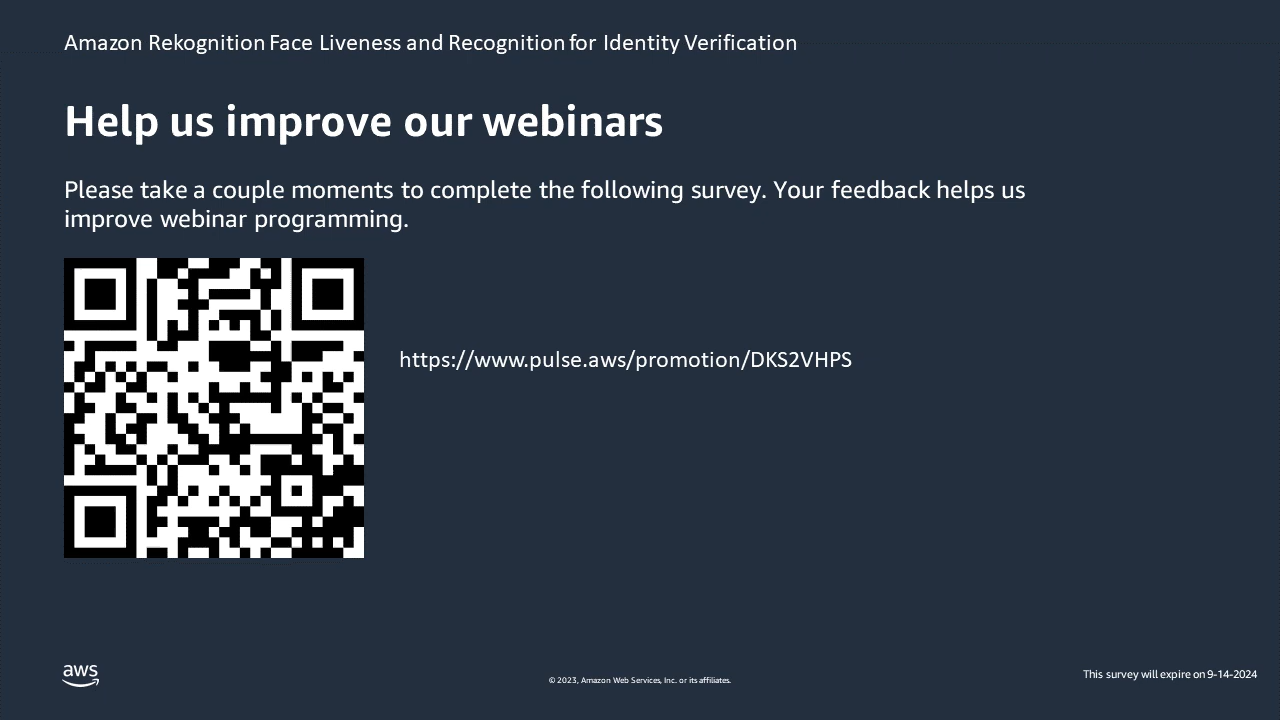 Amazon Rekognition Face Liveness and Recognition for Identity Verification
Help us improve our webinars
Please take a couple moments to complete the following survey. Your feedback helps us
improve webinar programming.
https://www.pulse.aws/promotion/DKS2VHPS
aws
© 2023, Amazon Web Services, Inc. or its affiliates.
This survey will expire on 9-14-2024